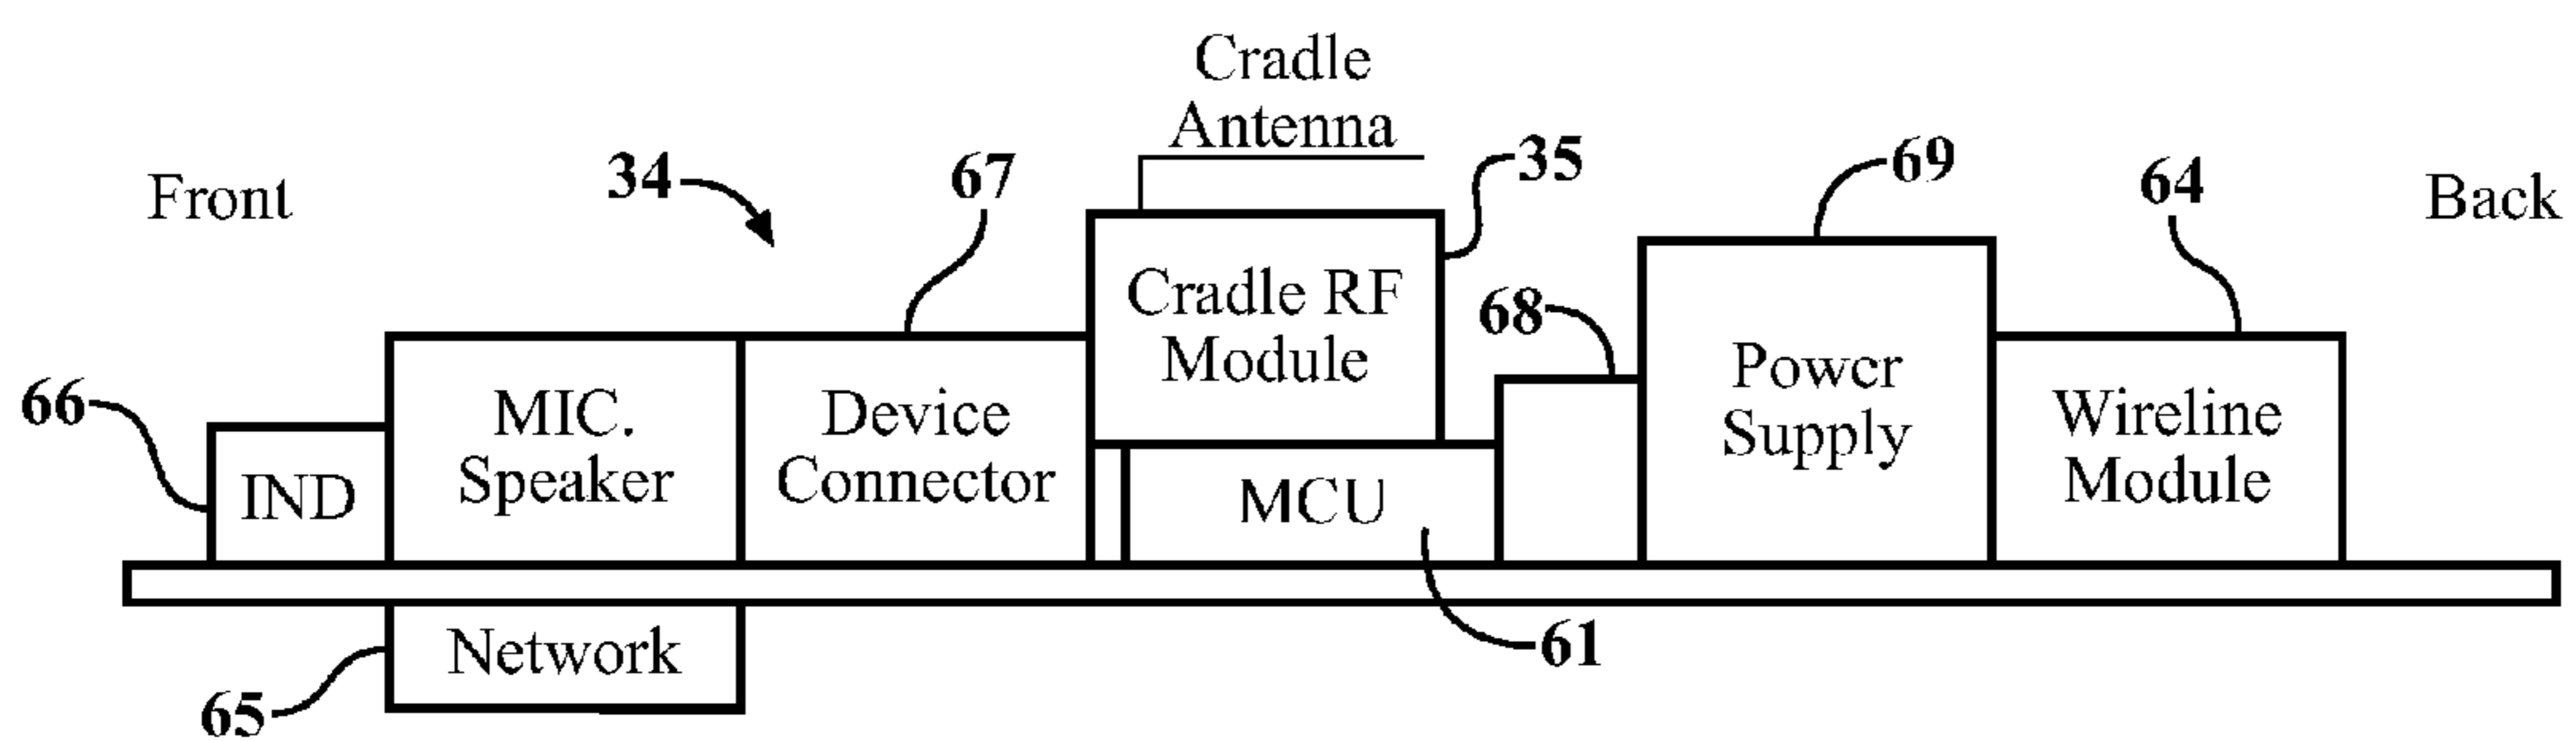 Cradle
Antenna
Front
34
67
35
69
64
Back
Cradle RF
Module
68
66
IND
MIC.
Speaker
Device
Connector
MCU
Power
Supply
Wireline
Module
Network
65
61